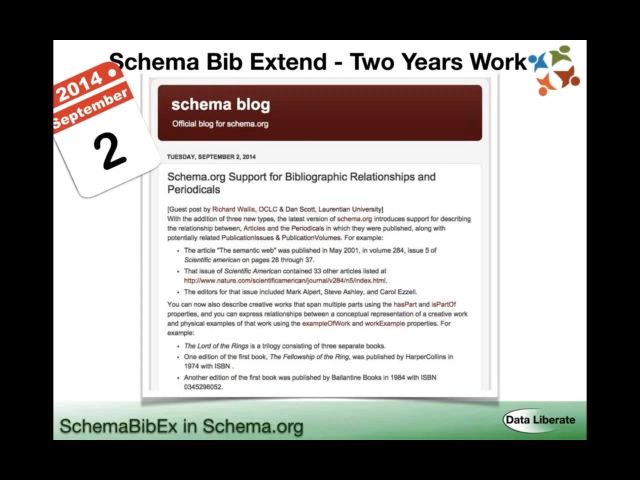 Schema Bib Extend - Two Years Work
2014
September
2
schema blog
Official blog for schema.org
TUESDAY, SEPTEMBER 2, 2014
Schema.org Support for Bibliographic Relationships and
Periodicals
[Guest post by Richard Wallis, OCLC & Dan Scott, Laurentian University]
With the addition of three new types, the latest version of schema.org introduces support for describing
the relationship between, Articles and the Periodicals in which they were published, along with
potentially related PublicationIssues & PublicationVolumes. For example:
• The article "The semantic web" was published in May 2001, in volume 284, issue 5 of
Scientific american on pages 28 through 37.
• That issue of Scientific American contained 33 other articles listed at
http://www.nature.com/scientificamerican/journal/v284/n5/index.html.
• The editors for that issue included Mark Alpert, Steve Ashley, and Carol Ezzell.
You can now also describe creative works that span multiple parts using the hasPart and isPartOf
properties, and you can express relationships between a conceptual representation of a creative work
and physical examples of that work using the exampleOfWork and workExample properties. For
example:
• The Lord of the Rings is a trilogy consisting of three separate books.
• One edition of the first book, The Fellowship of the Ring, was published by HarperCollins in
1974 with ISBN .
• Another edition of the first book was published by Ballantine Books in 1984 with ISBN
0345296052.
SchemaBibEx in Schema.org
Data Liberate